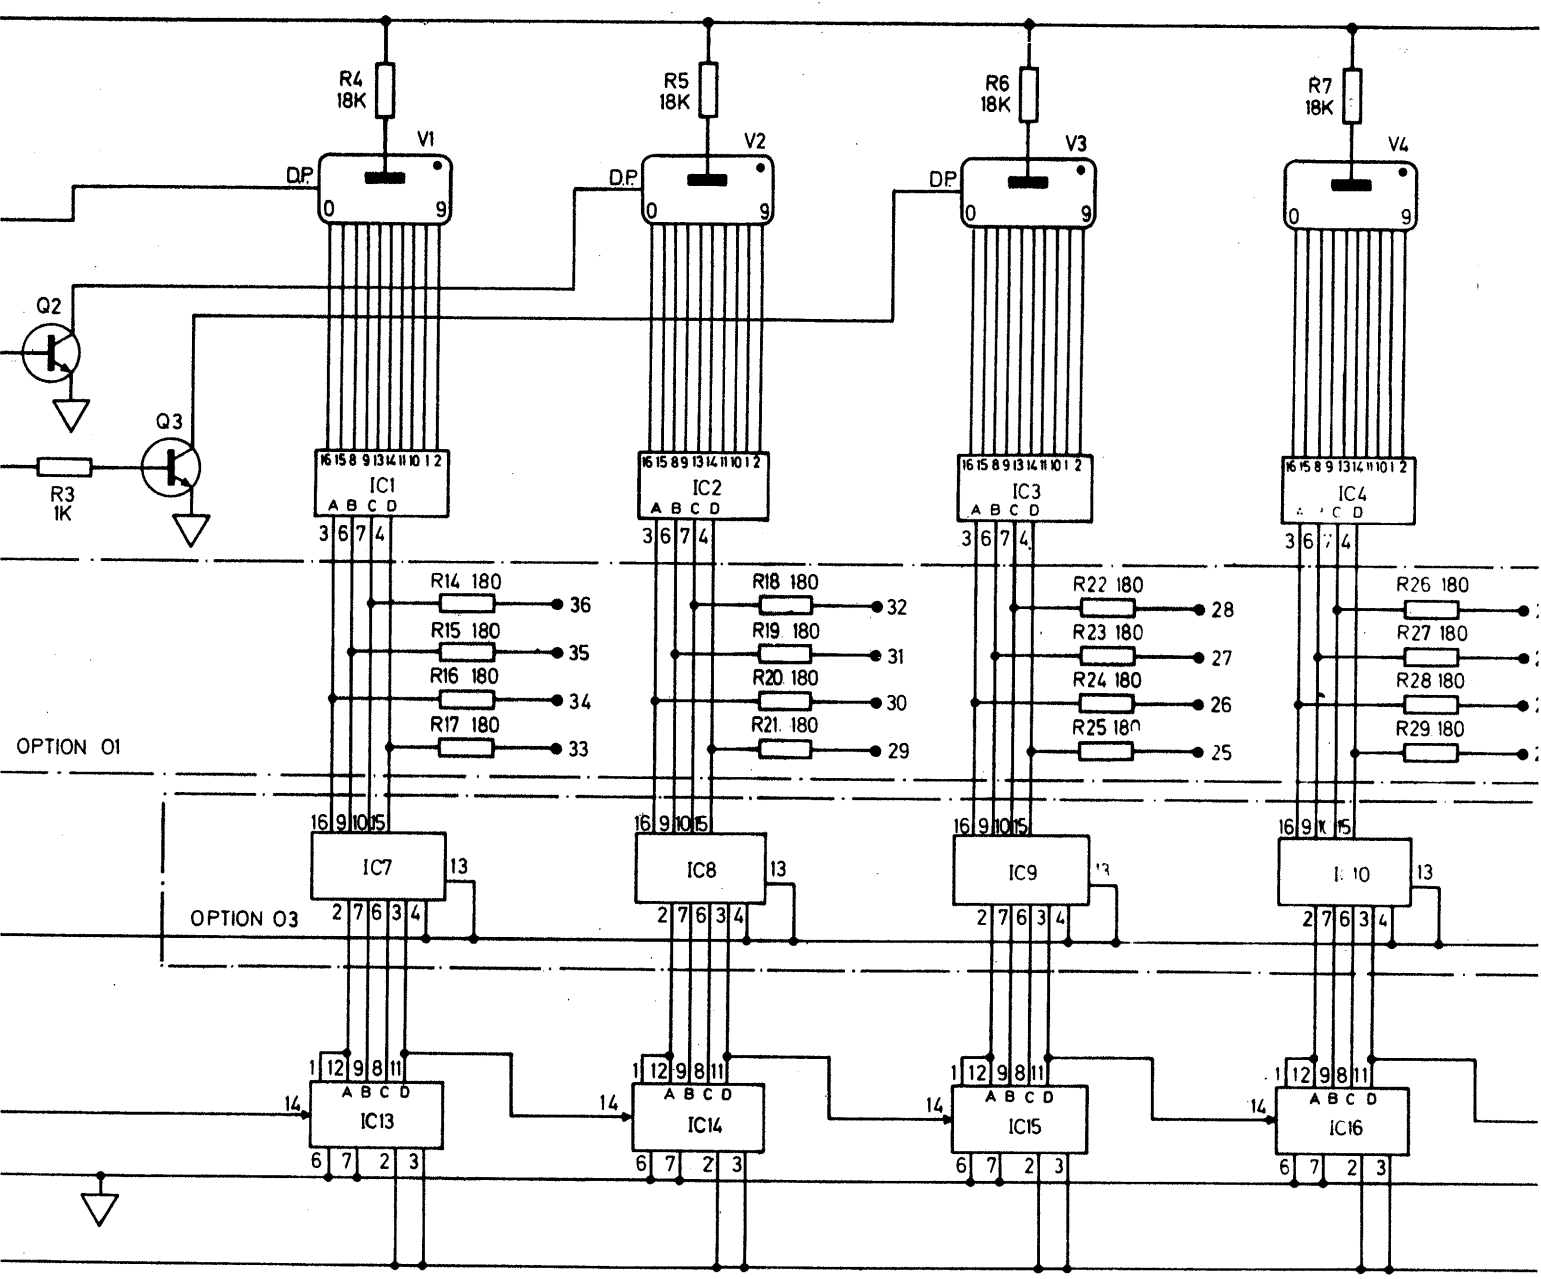 R4 R5 R6 R7
18K 18K 18K 18K
V1 V2 V3 V4
D.P. D.P. D.P.
0 9 0 9 0 9 0 9
Q2
Q3
16 15 8 9 13 14 11 10 1 2 16 15 8 9 13 14 11 10 1 2 16 15 8 9 13 14 11 10 1 2 16 15 8 9 13 14 11 10 1 2
IC1 IC2 IC3 IC4
R3
1K
A B C D A B C D A B C D C D
3 6 7 4 3 6 7 4 3 6 7 4 3 6 7 4
R14 180 R18 180 R22 180 R26 180
36 32 28
R15 180 R19 180 R23 180 R27 180
35 31 27
R16 180 R20 180 R24 180 R28 180
34 30 26
R17 180 R21 180 R25 180 R29 180
33 29 25
OPTION 01
16 9 10 15 16 9 10 15 16 9 10 15 16 9 15
IC7 13 IC8 13 IC9 13 10 13
OPTION 03
2 7 6 3 4 2 7 6 3 4 2 7 6 3 4 2 7 6 3 4
1 12 9 8 11 1 12 9 8 11 1 12 9 8 11 1 12 9 8 11
A B C D A B C D A B C D A B C D
14 14 14 14
IC13 IC14 IC15 IC16
6 7 2 3 6 7 2 3 6 7 2 3 6 7 2 3